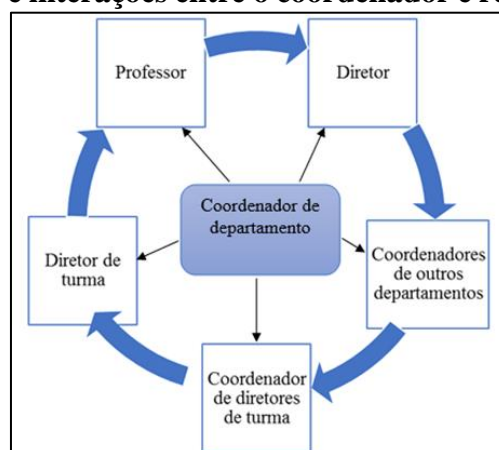 e interações entre o coordenador e
Professor
Diretor
Coordenador de
departamento
Diretor de
turma
Coordenadores
de outros
departamentos
Coordenador
de diretores
de turma